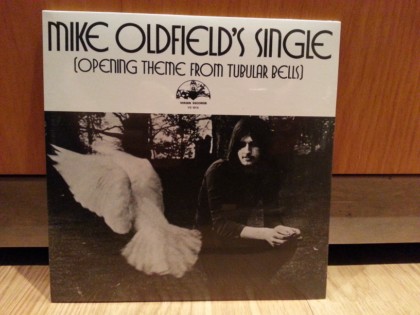 MIKE OLDFIELD'S SINGLE
(OPENING THEME FROM TUBULAR BELLS)